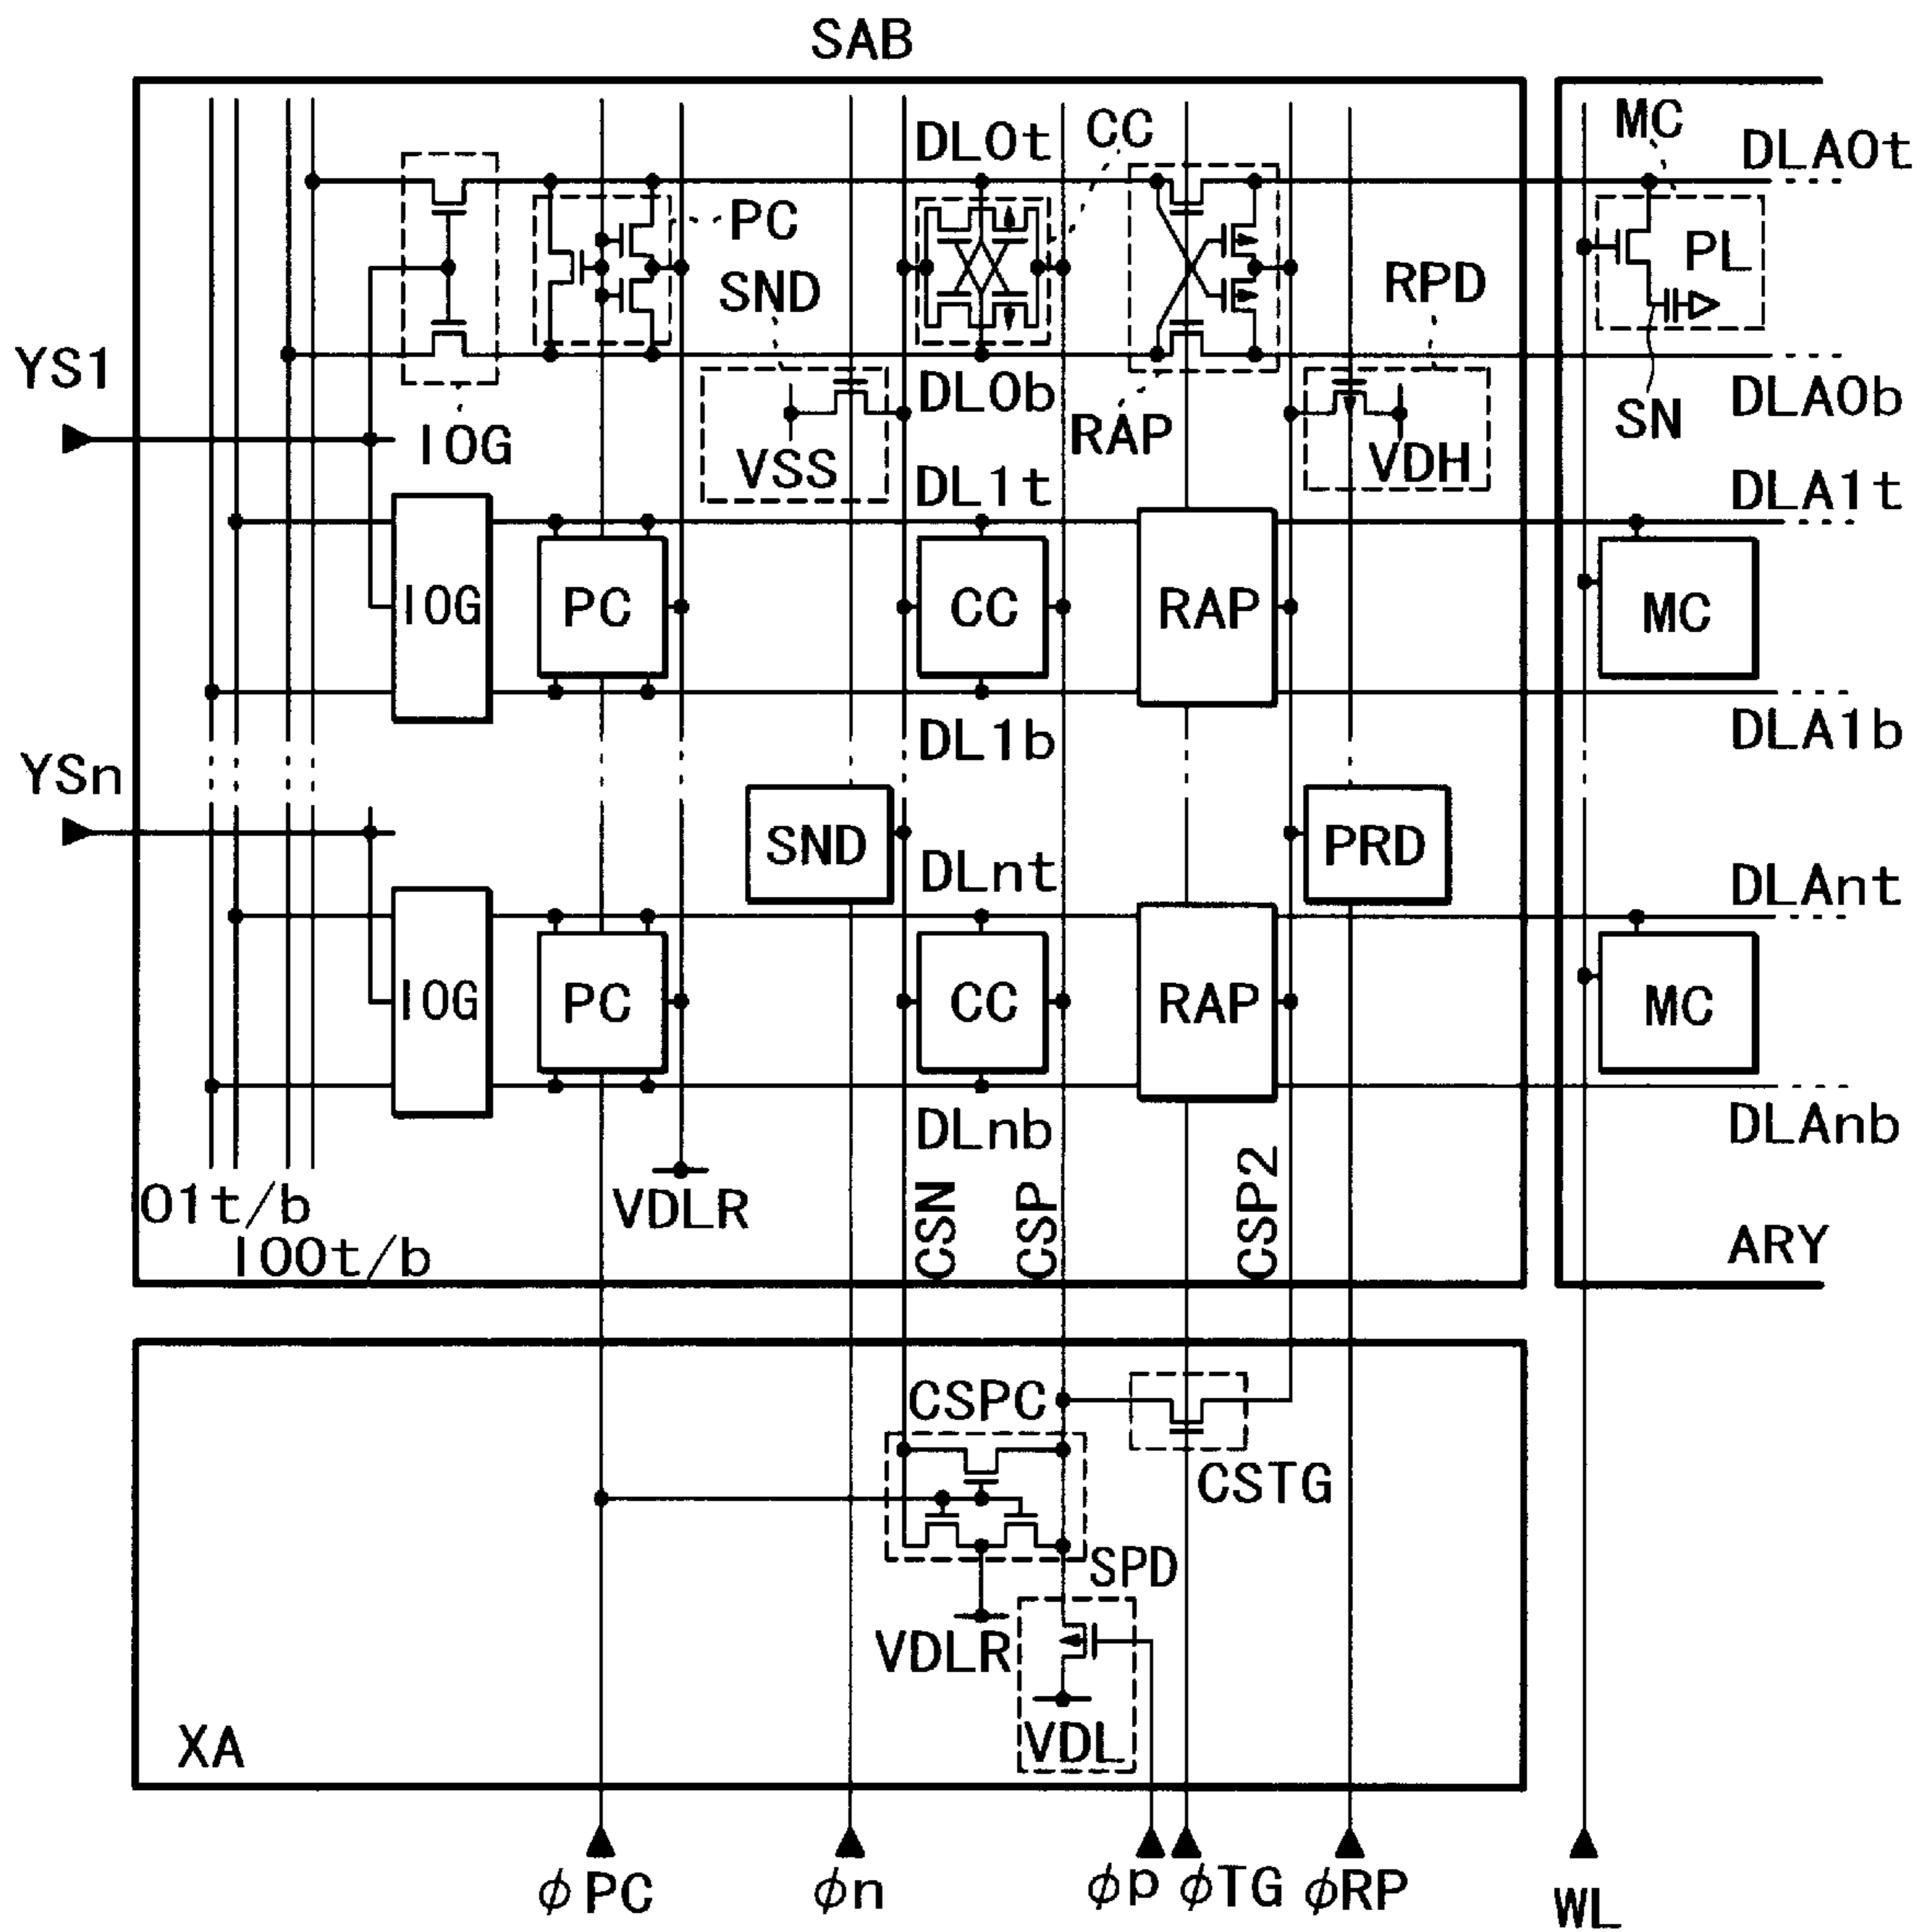 SAB
CC
MC
DL0t
DLA0t
PC
PL
SND
RPD
YS1
DL0b
DLA0b
IOG
RAP
SN
VSS
VDH
DL1t
DLA1t
IOG
PC
CC
RAP
MC
DL1b
DLA1b
YSn
SND
PRD
DLnt
DLAnt
IOG
PC
CC
RAP
MC
DLnb
DLAnb
CSN
CSP
CSP2
O1t/b
VDLR
IO0t/b
ARY
CSPC
CSTG
SPD
VDLR
VDL
XA
φPC
φn
φp
φTG
φRP
WL